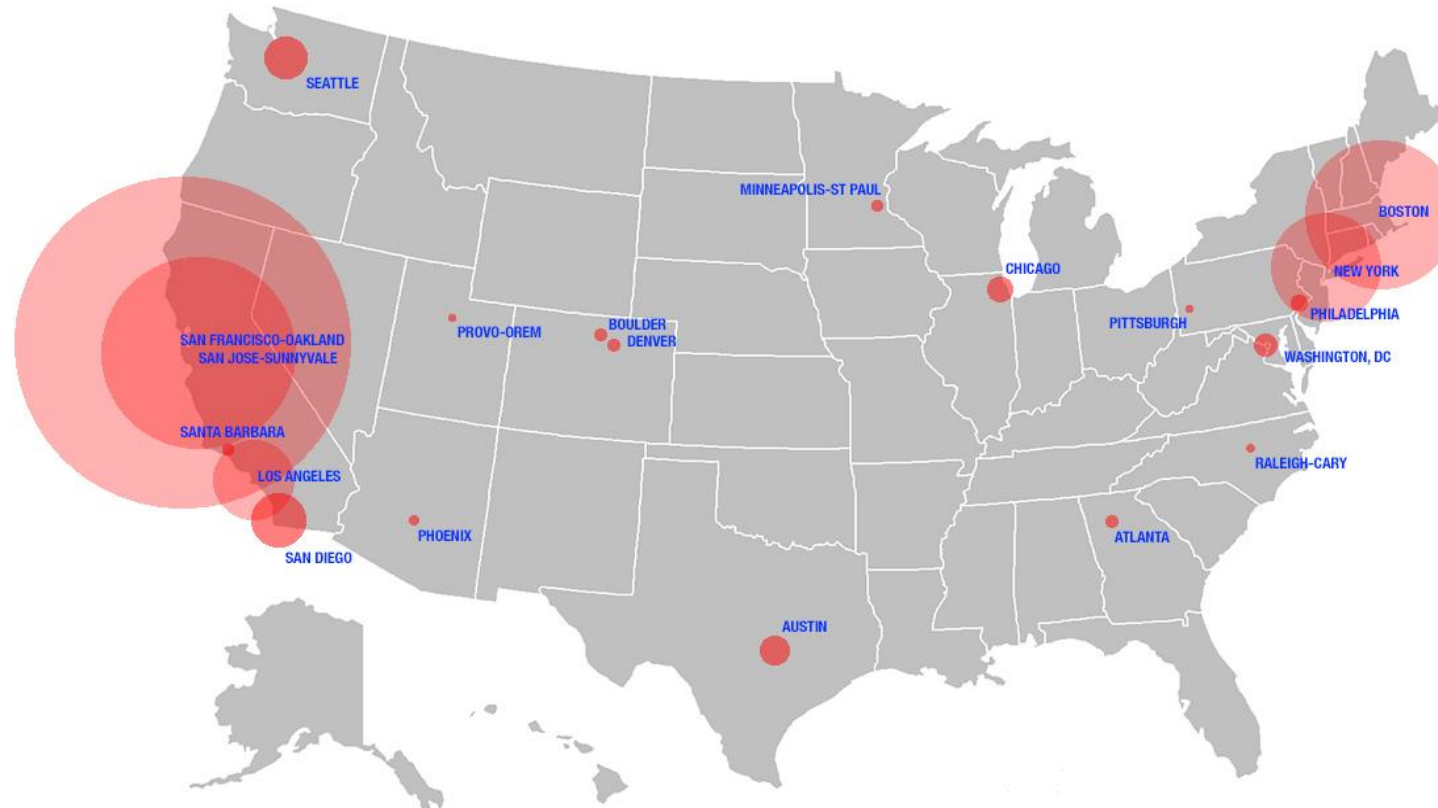 SEATTLE
MINNEAPOLIS-ST PAUL
BOSTON
CHICAGO
NEW YORK
PHILADELPHIA
PITTSBURGH
BOULDER
PROVO-OREM
DENVER
SAN FRANCISCO-OAKLAND
SAN JOSE-SUNNYVALE
WASHINGTON, DC
SANTA BARBARA
LOS ANGELES
RALEIGH-CARY
PHOENIX
ATLANTA
SAN DIEGO
AUSTIN